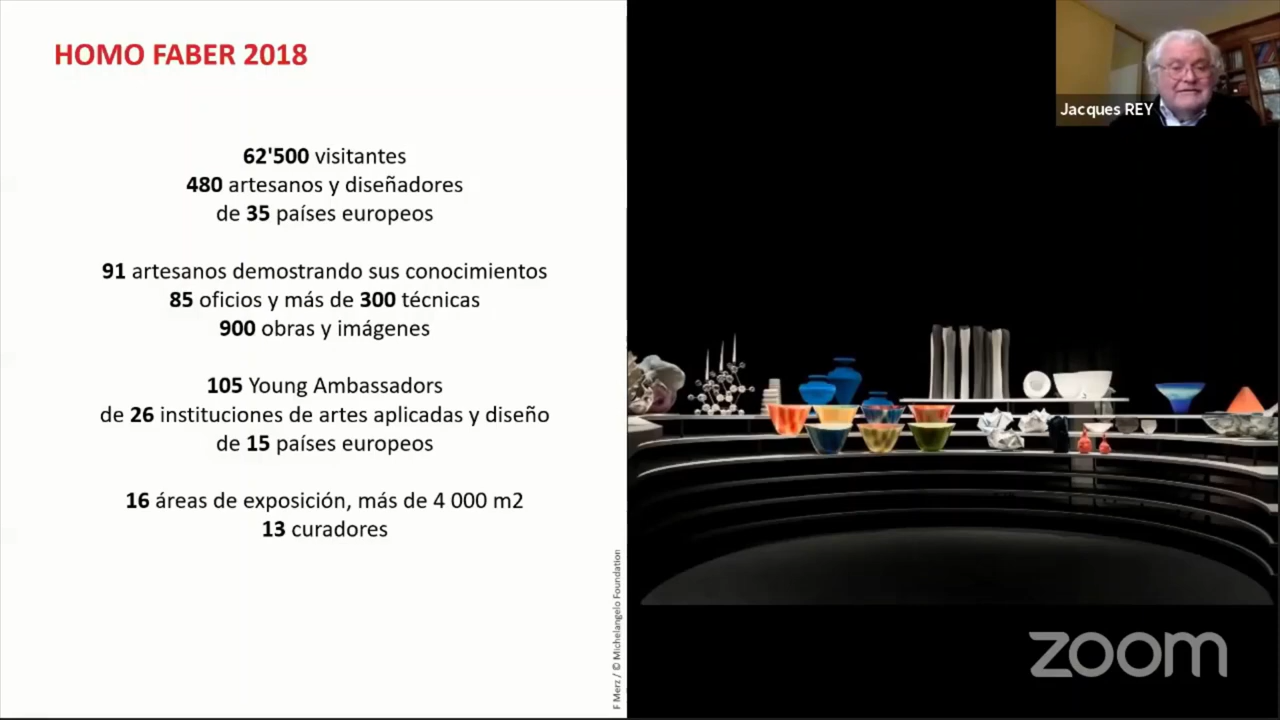 HOMO FABER 2018
62'500 visitantes
480 artesanos y diseñadores
de 35 países europeos
91 artesanos demostrando sus conocimientos
85 oficios y más de 300 técnicas
900 obras y imágenes
105 Young Ambassadors
de 26 instituciones de artes aplicadas y diseño
de 15 países europeos
16 áreas de exposición, más de 4 000 m2
13 curadores
F Merz / © Michelangelo Foundation
Jacques REY
zoom